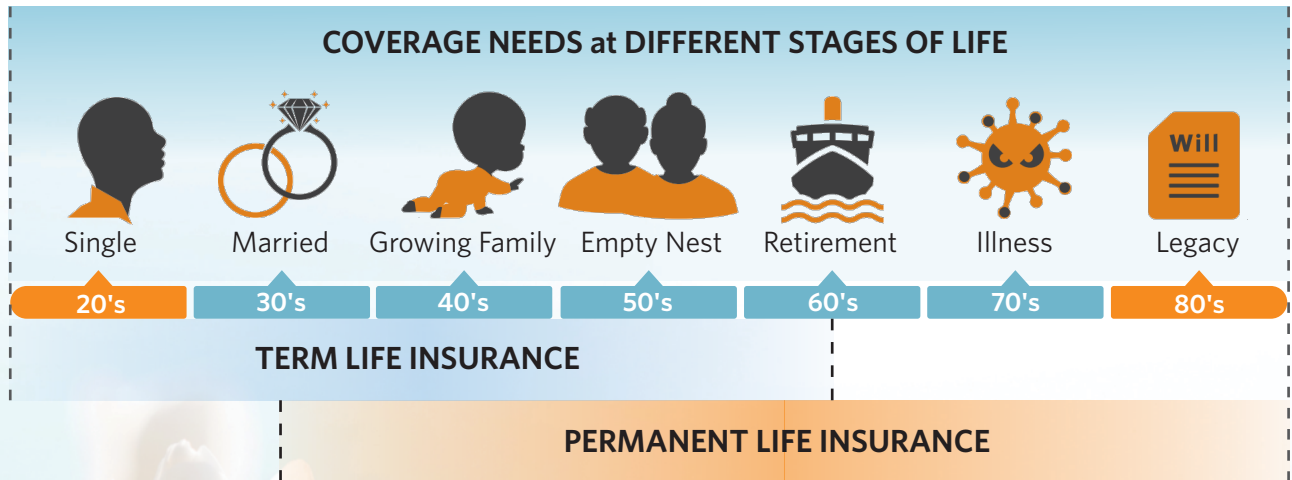 COVERAGE NEEDS at DIFFERENT STAGES OF LIFE
Will
Single Married Growing Family Empty Nest Retirement Illness Legacy
20's 30's 40's 50's 60's 70's 80's
TERM LIFE INSURANCE
PERMANENT LIFE INSURANCE